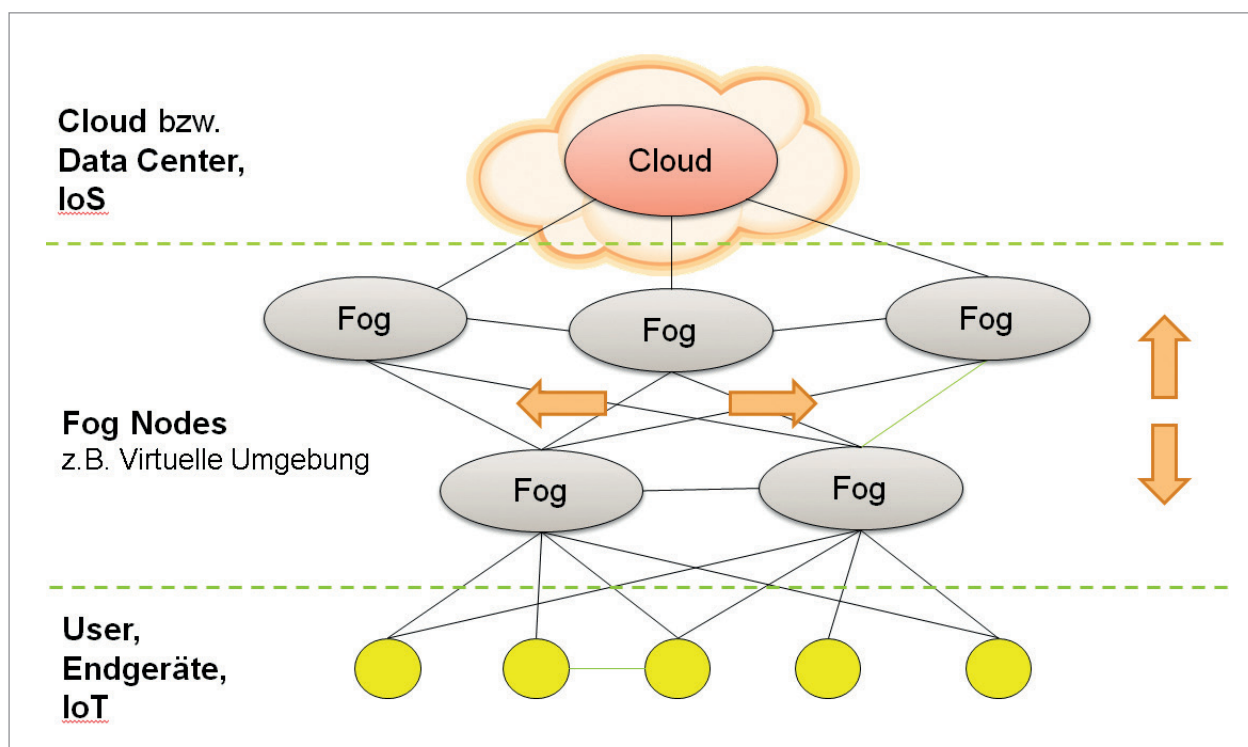 Cloud bzw.
Data Center,
IoS
Cloud
Fog
Fog
Fog
Fog Nodes
z.B. Virtuelle Umgebung
Fog
Fog
User,
Endgeräte,
IoT